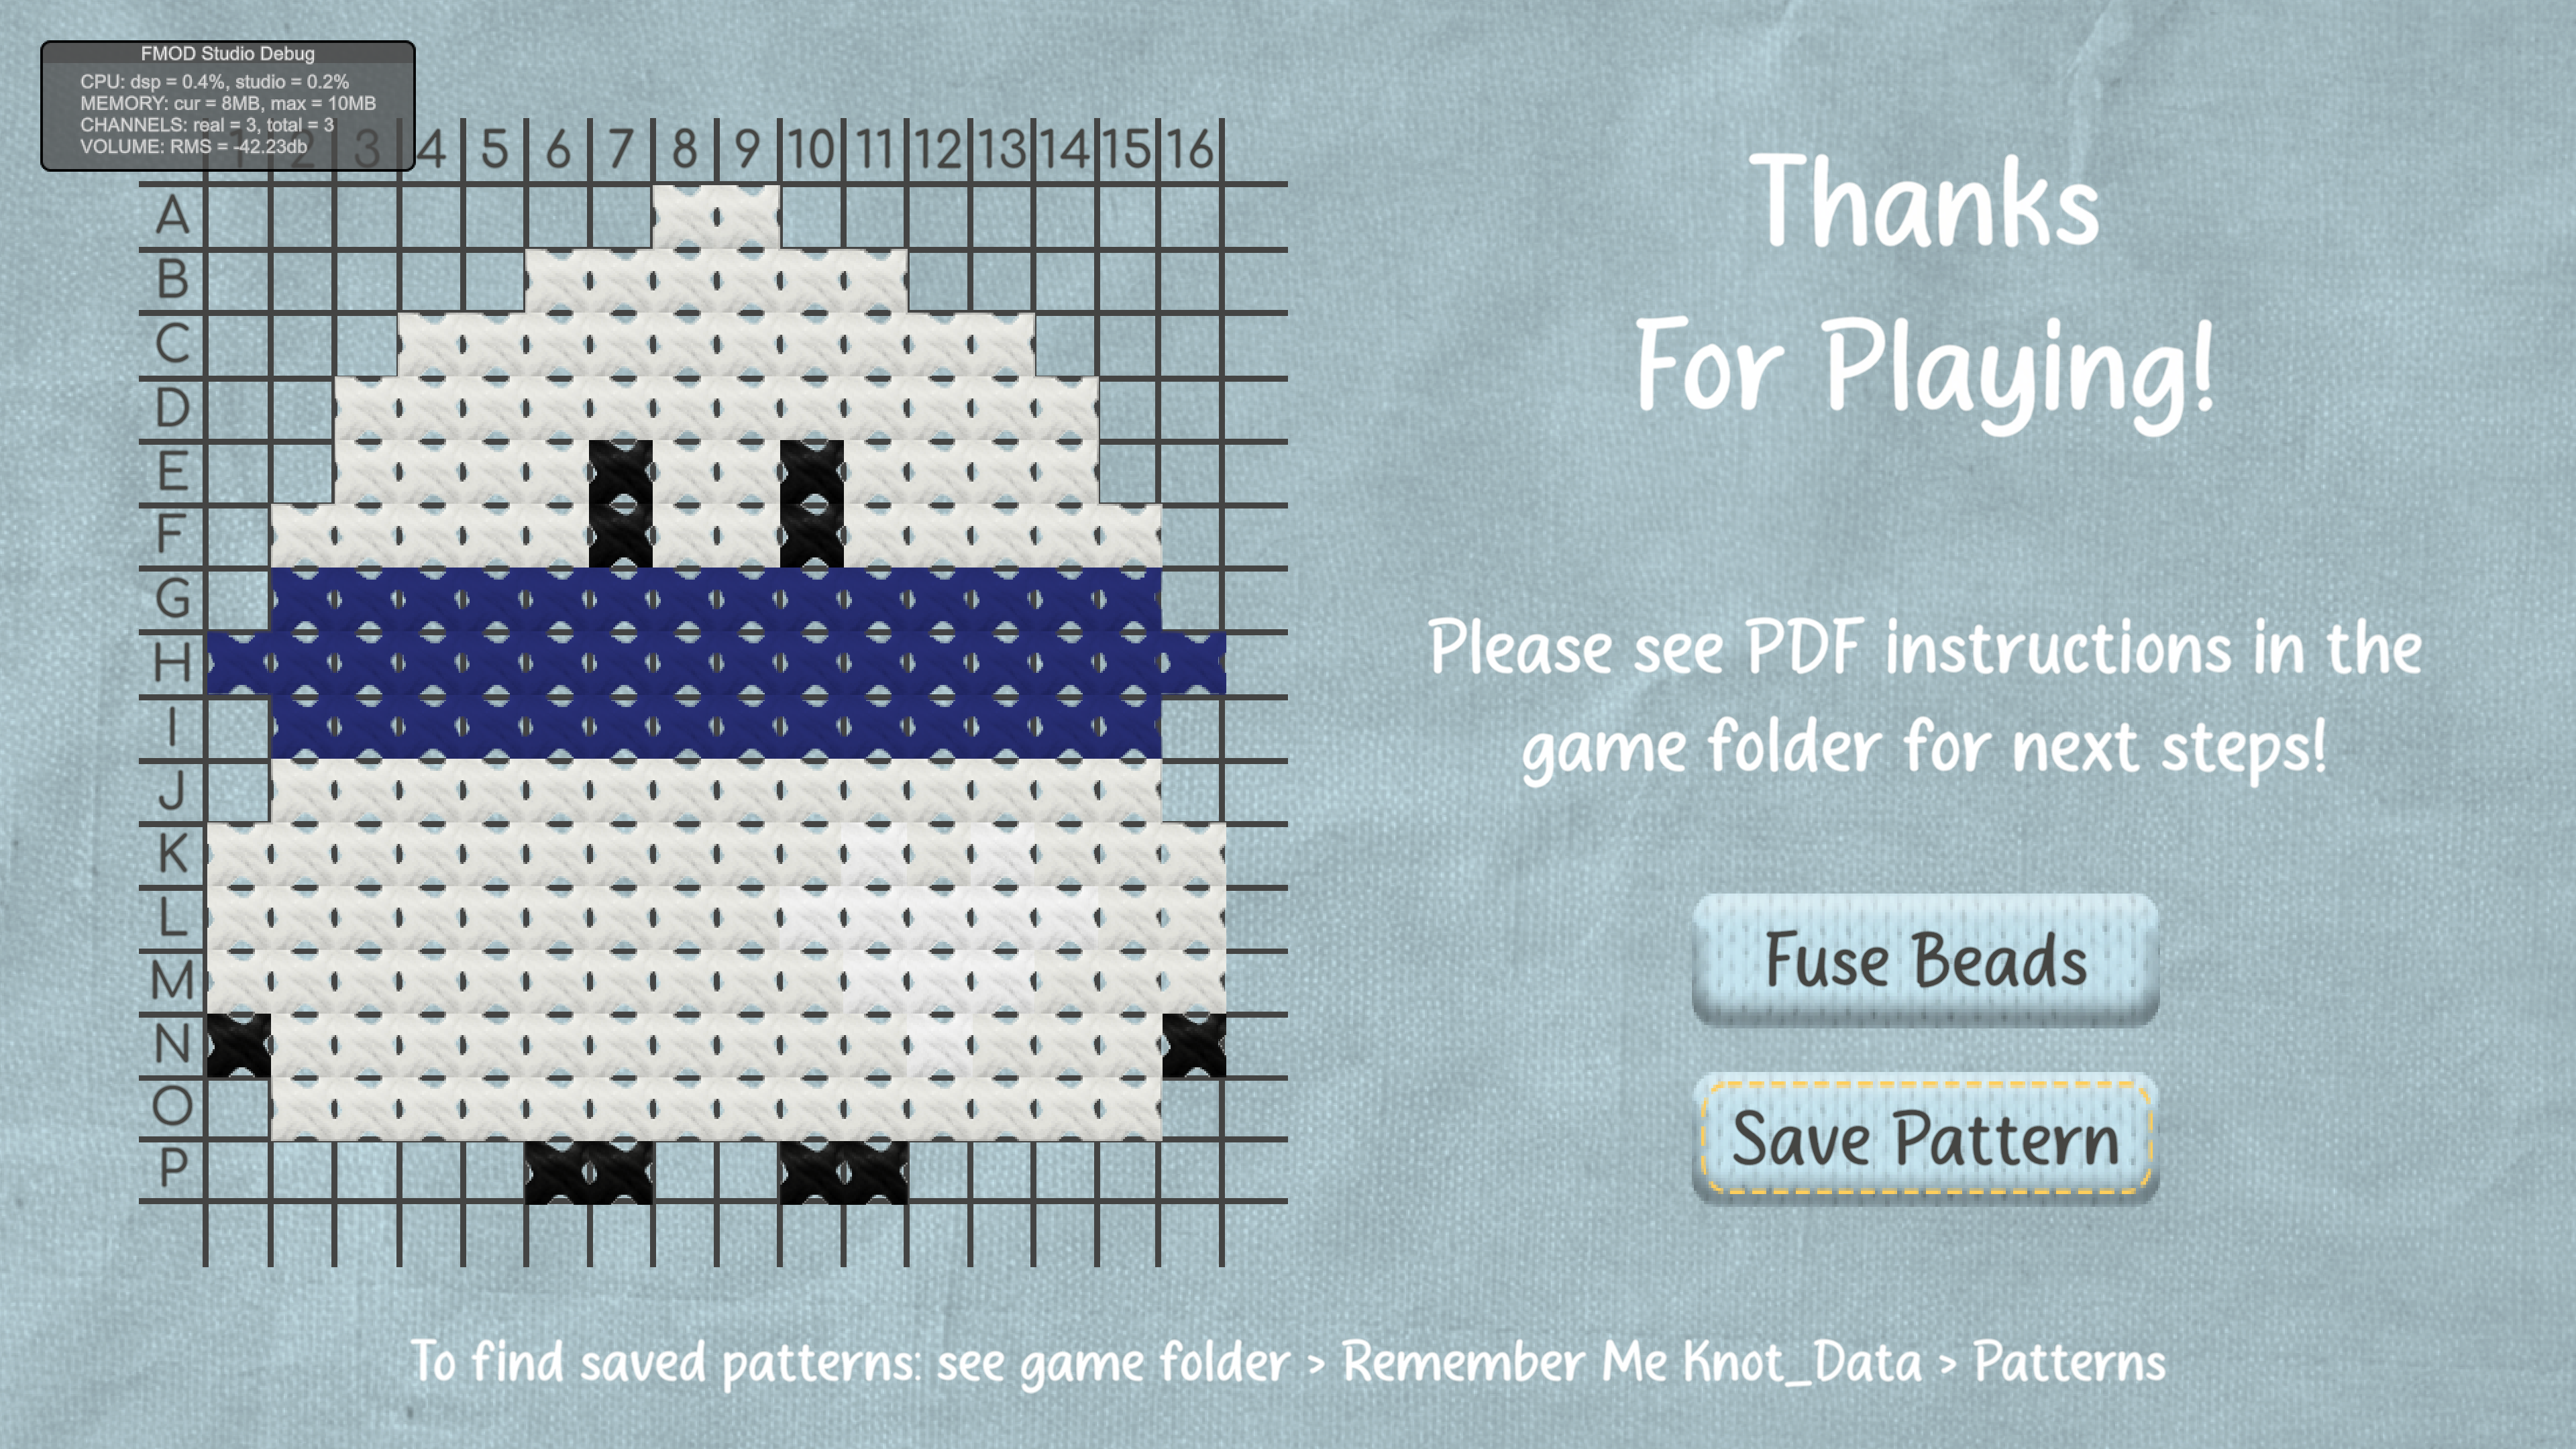 FMOD Studio Debug
CPU: dsp = 0.4%, studio = 0.2%
MEMORY: cur = 8MB, max = 10MB
CHANNELS: real = 3, total = 3
VOLUME: RMS = -42.23db
1 2 3 4 5 6 7 8 9 10 11 12 13 14 15 16
A
B
C
D
E
F
G
H
I
J
K
L
M
N
O
P
Thanks
For Playing!
Please see PDF instructions in the
game folder for next steps!
Fuse Beads
Save Pattern
To find saved patterns: see game folder > Remember Me Knot_Data > Patterns